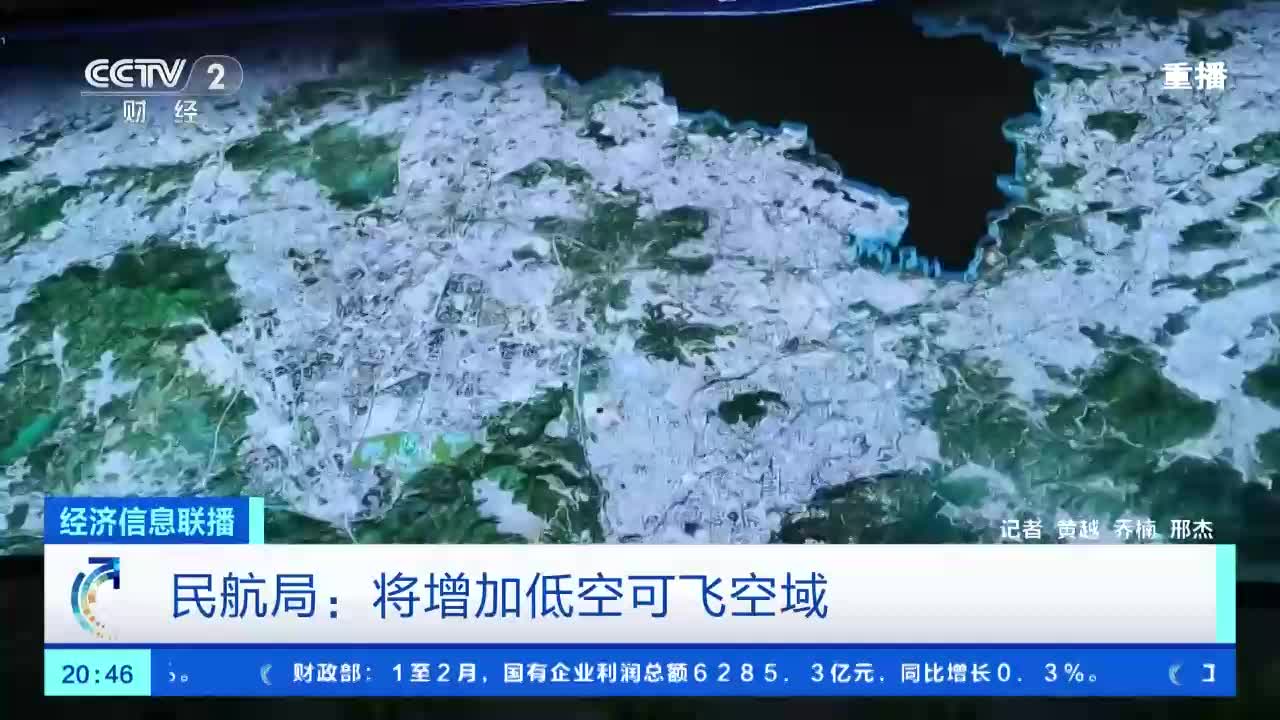 CCTV 2
财经
重播
记者 黄越 乔楠 邢杰
经济信息联播
民航局：将增加低空可飞空域
20:46
%。 财政部：1至2月，国有企业利润总额6285.3亿元，同比增长0.3%。